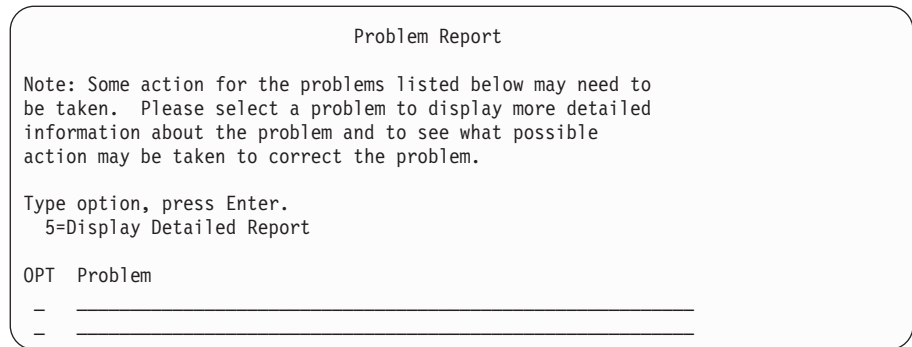 Problem Report
Note: Some action for the problems listed below may need to
be taken. Please select a problem to display more detailed
information about the problem and to see what possible
action may be taken to correct the problem.
Type option, press Enter.
5=Display Detailed Report
OPT Problem
_ __________________________________________________________
_ __________________________________________________________